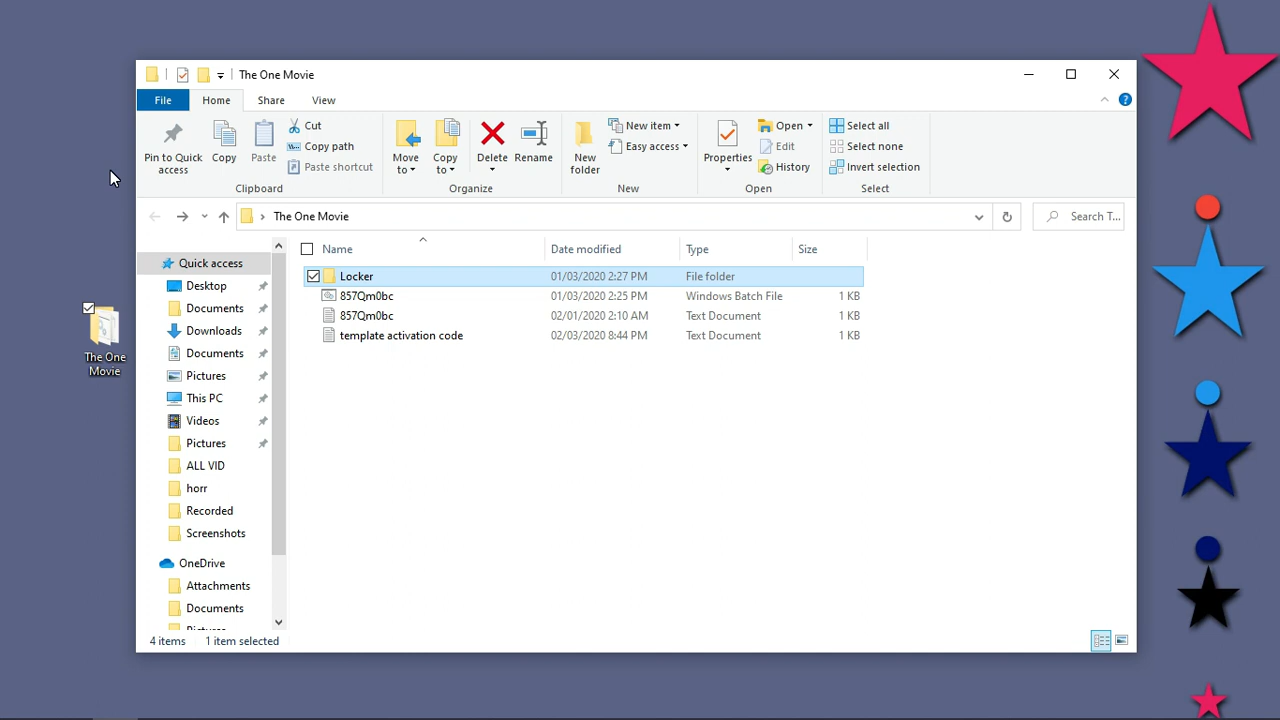 The One Movie
File Home Share View
Pin to Quick access
Copy
Paste
Cut
Copy path
Paste shortcut
Clipboard
Move to
Copy to
Delete
Rename
Organize
New folder
New item
Easy access
New
Properties
Open
Edit
History
Open
Select all
Select none
Invert selection
Select
The One Movie
Search T...
Name Date modified Type Size
Locker 01/03/2020 2:27 PM File folder
857Qm0bc 01/03/2020 2:25 PM Windows Batch File 1 KB
857Qm0bc 02/01/2020 2:10 AM Text Document 1 KB
template activation code 02/03/2020 8:44 PM Text Document 1 KB
Quick access
Desktop
Documents
Downloads
Documents
Pictures
This PC
Videos
Pictures
ALL VID
horr
Recorded
Screenshots
OneDrive
Attachments
Documents
4 items 1 item selected
The One
Movie